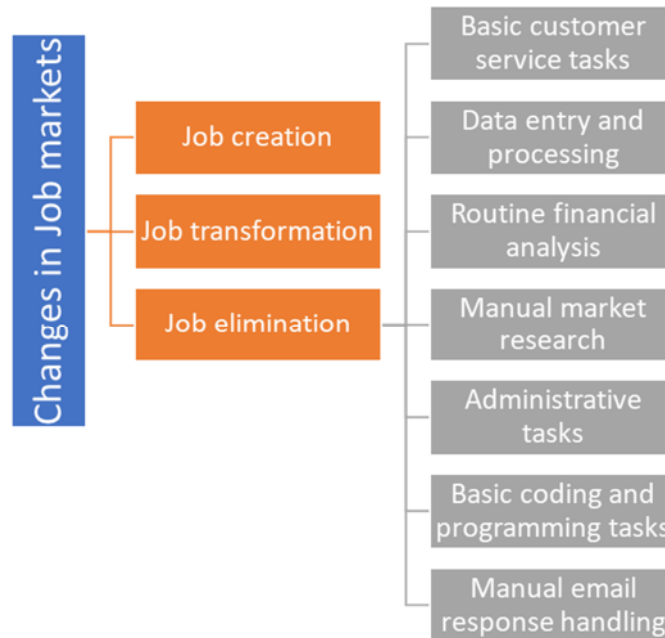 Changes in Job markets
Job creation
Job transformation
Job elimination
Basic customer
service tasks
Data entry and
processing
Routine financial
analysis
Manual market
research
Administrative
tasks
Basic coding and
programming tasks
Manual email
response handling